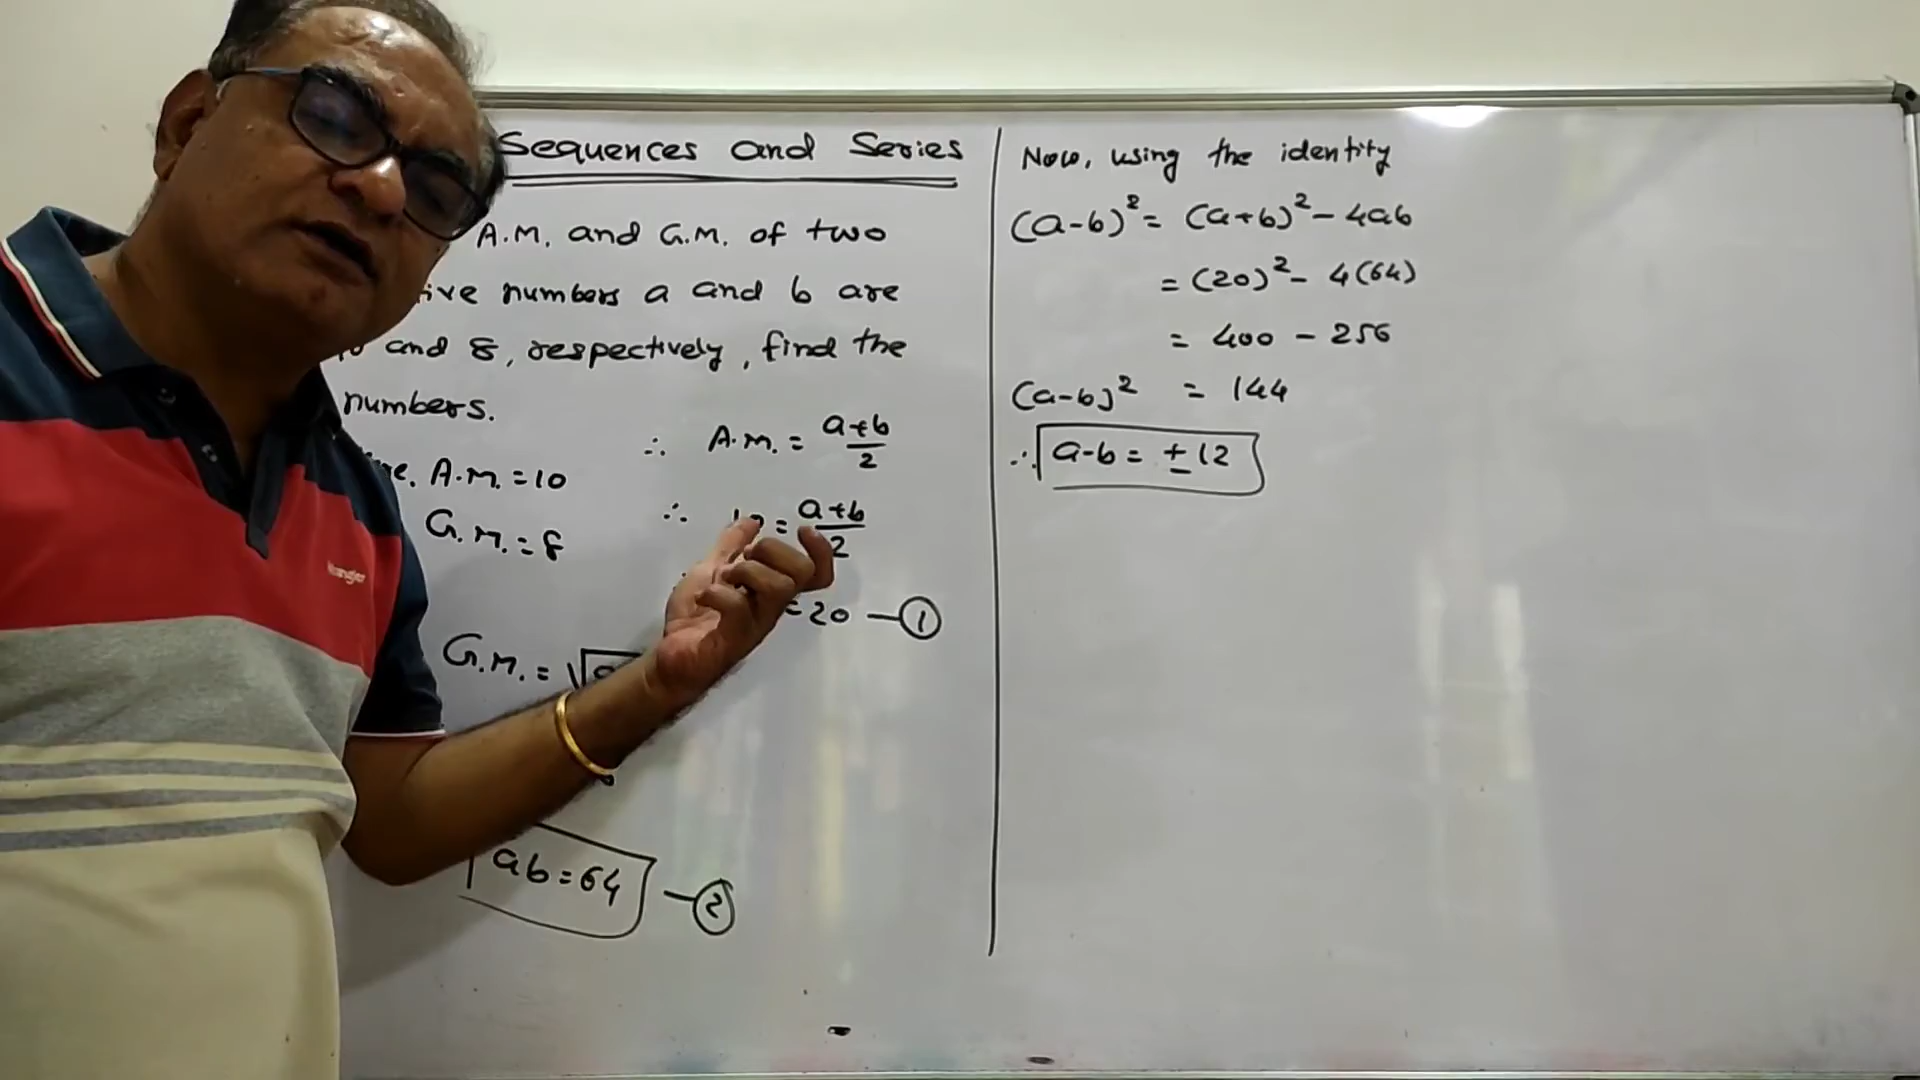 Sequences and Series
A.M. and G.M. of two
ive numbers a and b are
and 8, respectively, find the
numbers.
∴ A.M. = a+b/2
A.M. = 10
G.M. = 8
∴ 10 = a+b/2
= 20 — ①
G.M. = √
ab = 64 — ②
Now, using the identity
(a-b)² = (a+b)² - 4ab
= (20)² - 4(64)
= 400 - 256
(a-b)² = 144
∴ a-b = ±12
Wrangler